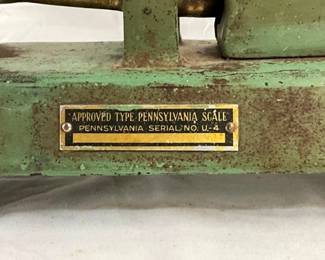 "APPROVED TYPE PENNSYLVANIA SCALE"
PENNSYLVANIA SERIAL NO. U-4